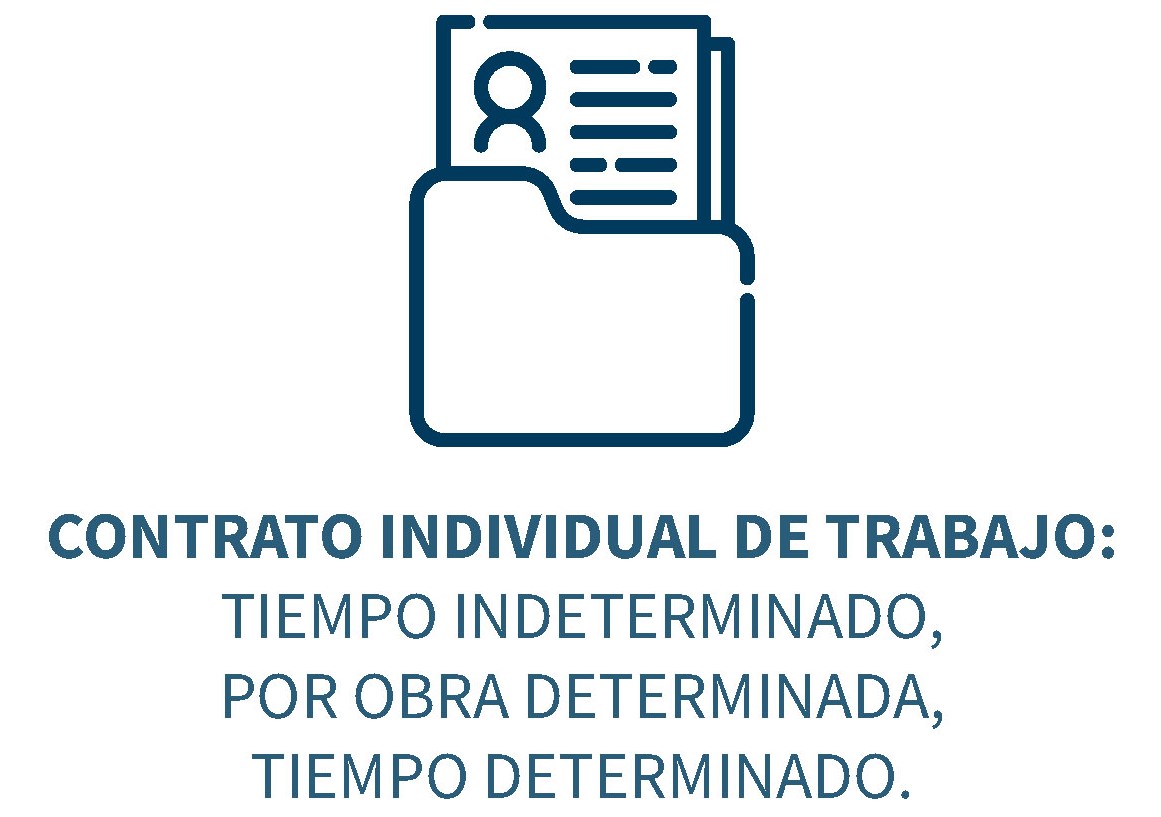 CONTRATO INDIVIDUAL DE TRABAJO:
TIEMPO INDETERMINADO,
POR OBRA DETERMINADA,
TIEMPO DETERMINADO.